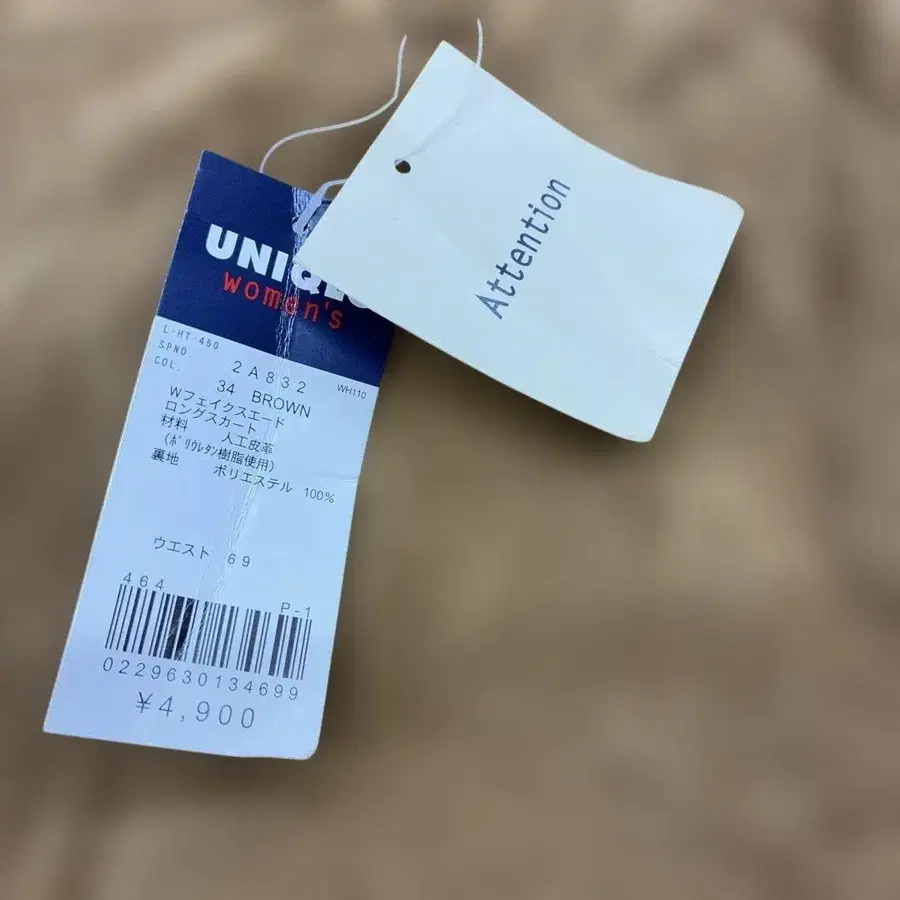 UNIQLO
women's
L-HT-450
SPNO. 2A832 WH110
COL. 34 BROWN
Wフェイクスエード
ロングスカート
材料 人工皮革
(ポリウレタン樹脂使用)
裏地 ポリエステル 100%
ウエスト 69
464 P-1
0229630134699
¥4,900
Attention